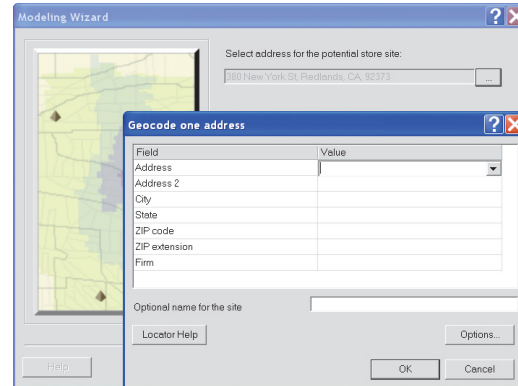 Modeling Wizard
Select address for the potential store site:
380 New York St, Redlands, CA, 92373
...
Geocode one address
Field Value
Address
Address 2
City
State
ZIP code
ZIP extension
Firm
Optional name for the site
Locator Help Options...
Help
OK Cancel